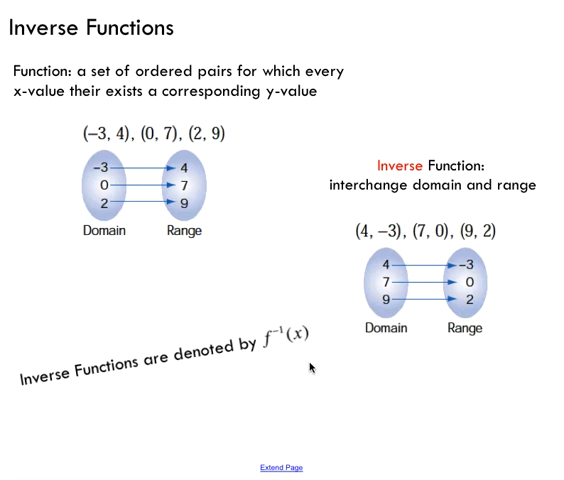 Inverse Functions
Function: a set of ordered pairs for which every
x-value their exists a corresponding y-value
(–3, 4), (0, 7), (2, 9)
–3 4
0 7
2 9
Domain Range
Inverse Function:
interchange domain and range
(4, –3), (7, 0), (9, 2)
4 –3
7 0
9 2
Domain Range
Inverse Functions are denoted by f⁻¹(x)
Extend Page